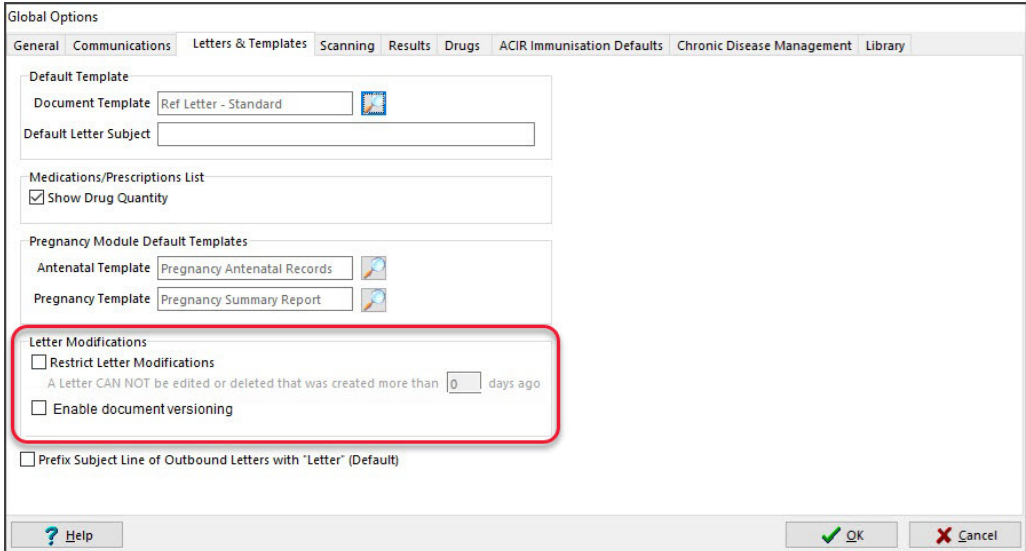 Global Options
General Communications Letters & Templates Scanning Results Drugs ACIR Immunisation Defaults Chronic Disease Management Library
Default Template
Document Template Ref Letter - Standard
Default Letter Subject
Medications/Prescriptions List
Show Drug Quantity
Pregnancy Module Default Templates
Antenatal Template Pregnancy Antenatal Records
Pregnancy Template Pregnancy Summary Report
Letter Modifications
Restrict Letter Modifications
A Letter CAN NOT be edited or deleted that was created more than 0 days ago
Enable document versioning
Prefix Subject Line of Outbound Letters with "Letter" (Default)
? Help OK Cancel